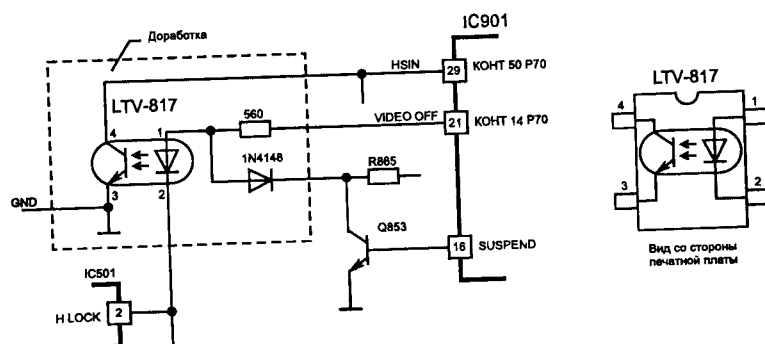 IC901
Доработка
HSIN
29
КОНТ 50 P70
LTV-817
LTV-817
4
1
560
VIDEO OFF
21
КОНТ 14 P70
4
1
1N4148
R865
3
2
3
2
GND
Q853
16
SUSPEND
Вид со стороны
печатной платы
IC501
H LOCK
2